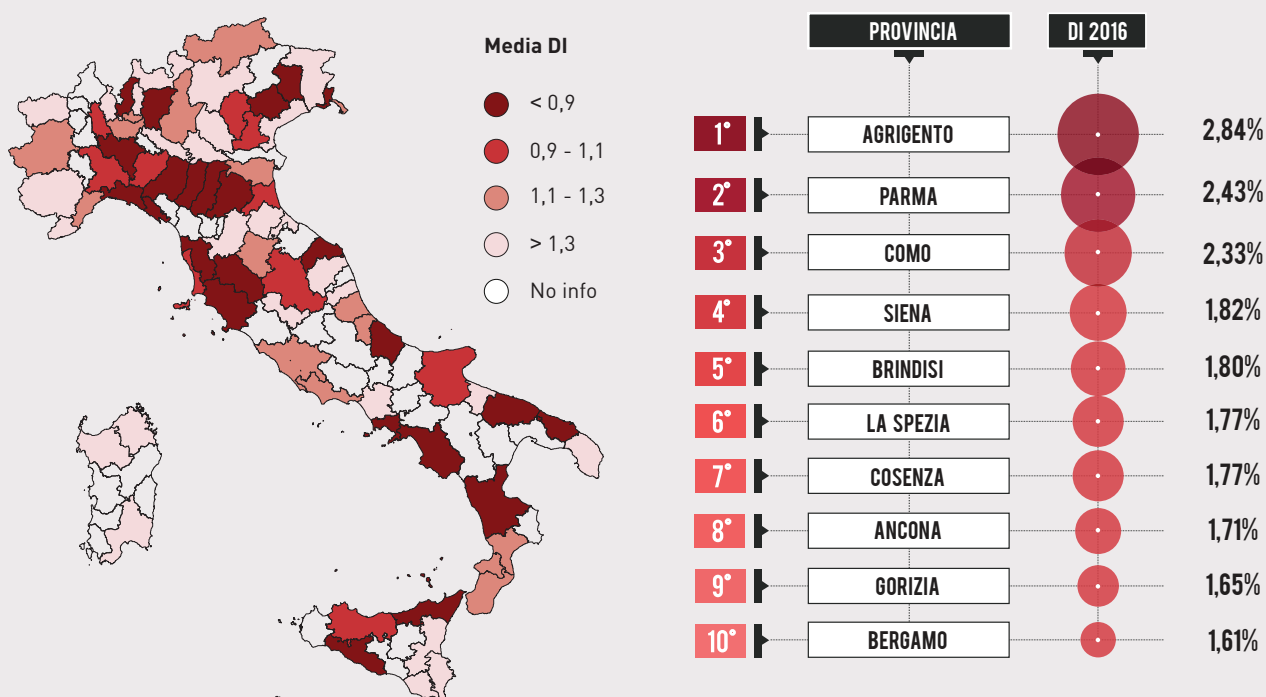 Media DI
< 0,9
0,9 - 1,1
1,1 - 1,3
> 1,3
No info
PROVINCIA DI 2016
1° AGRIGENTO 2,84%
2° PARMA 2,43%
3° COMO 2,33%
4° SIENA 1,82%
5° BRINDISI 1,80%
6° LA SPEZIA 1,77%
7° COSENZA 1,77%
8° ANCONA 1,71%
9° GORIZIA 1,65%
10° BERGAMO 1,61%